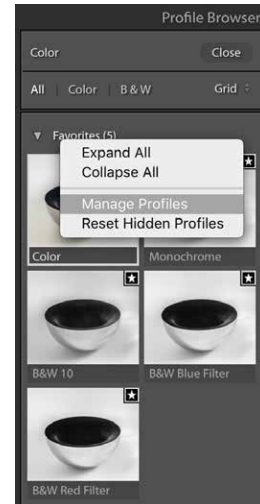 Profile Browser
Color Close
All Color B & W Grid
Favorites (5)
Expand All
Collapse All
Manage Profiles
Reset Hidden Profiles
Color Monochrome
B&W 10 B&W Blue Filter
B&W Red Filter